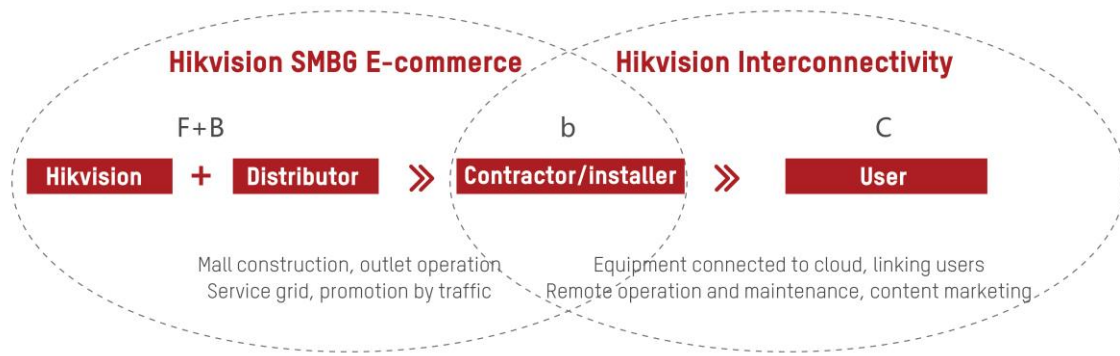 Hikvision SMBG E-commerce
Hikvision Interconnectivity
F+B
b
C
Hikvision + Distributor » Contractor/installer » User
Mall construction, outlet operation
Service grid, promotion by traffic
Equipment connected to cloud, linking users
Remote operation and maintenance, content marketing